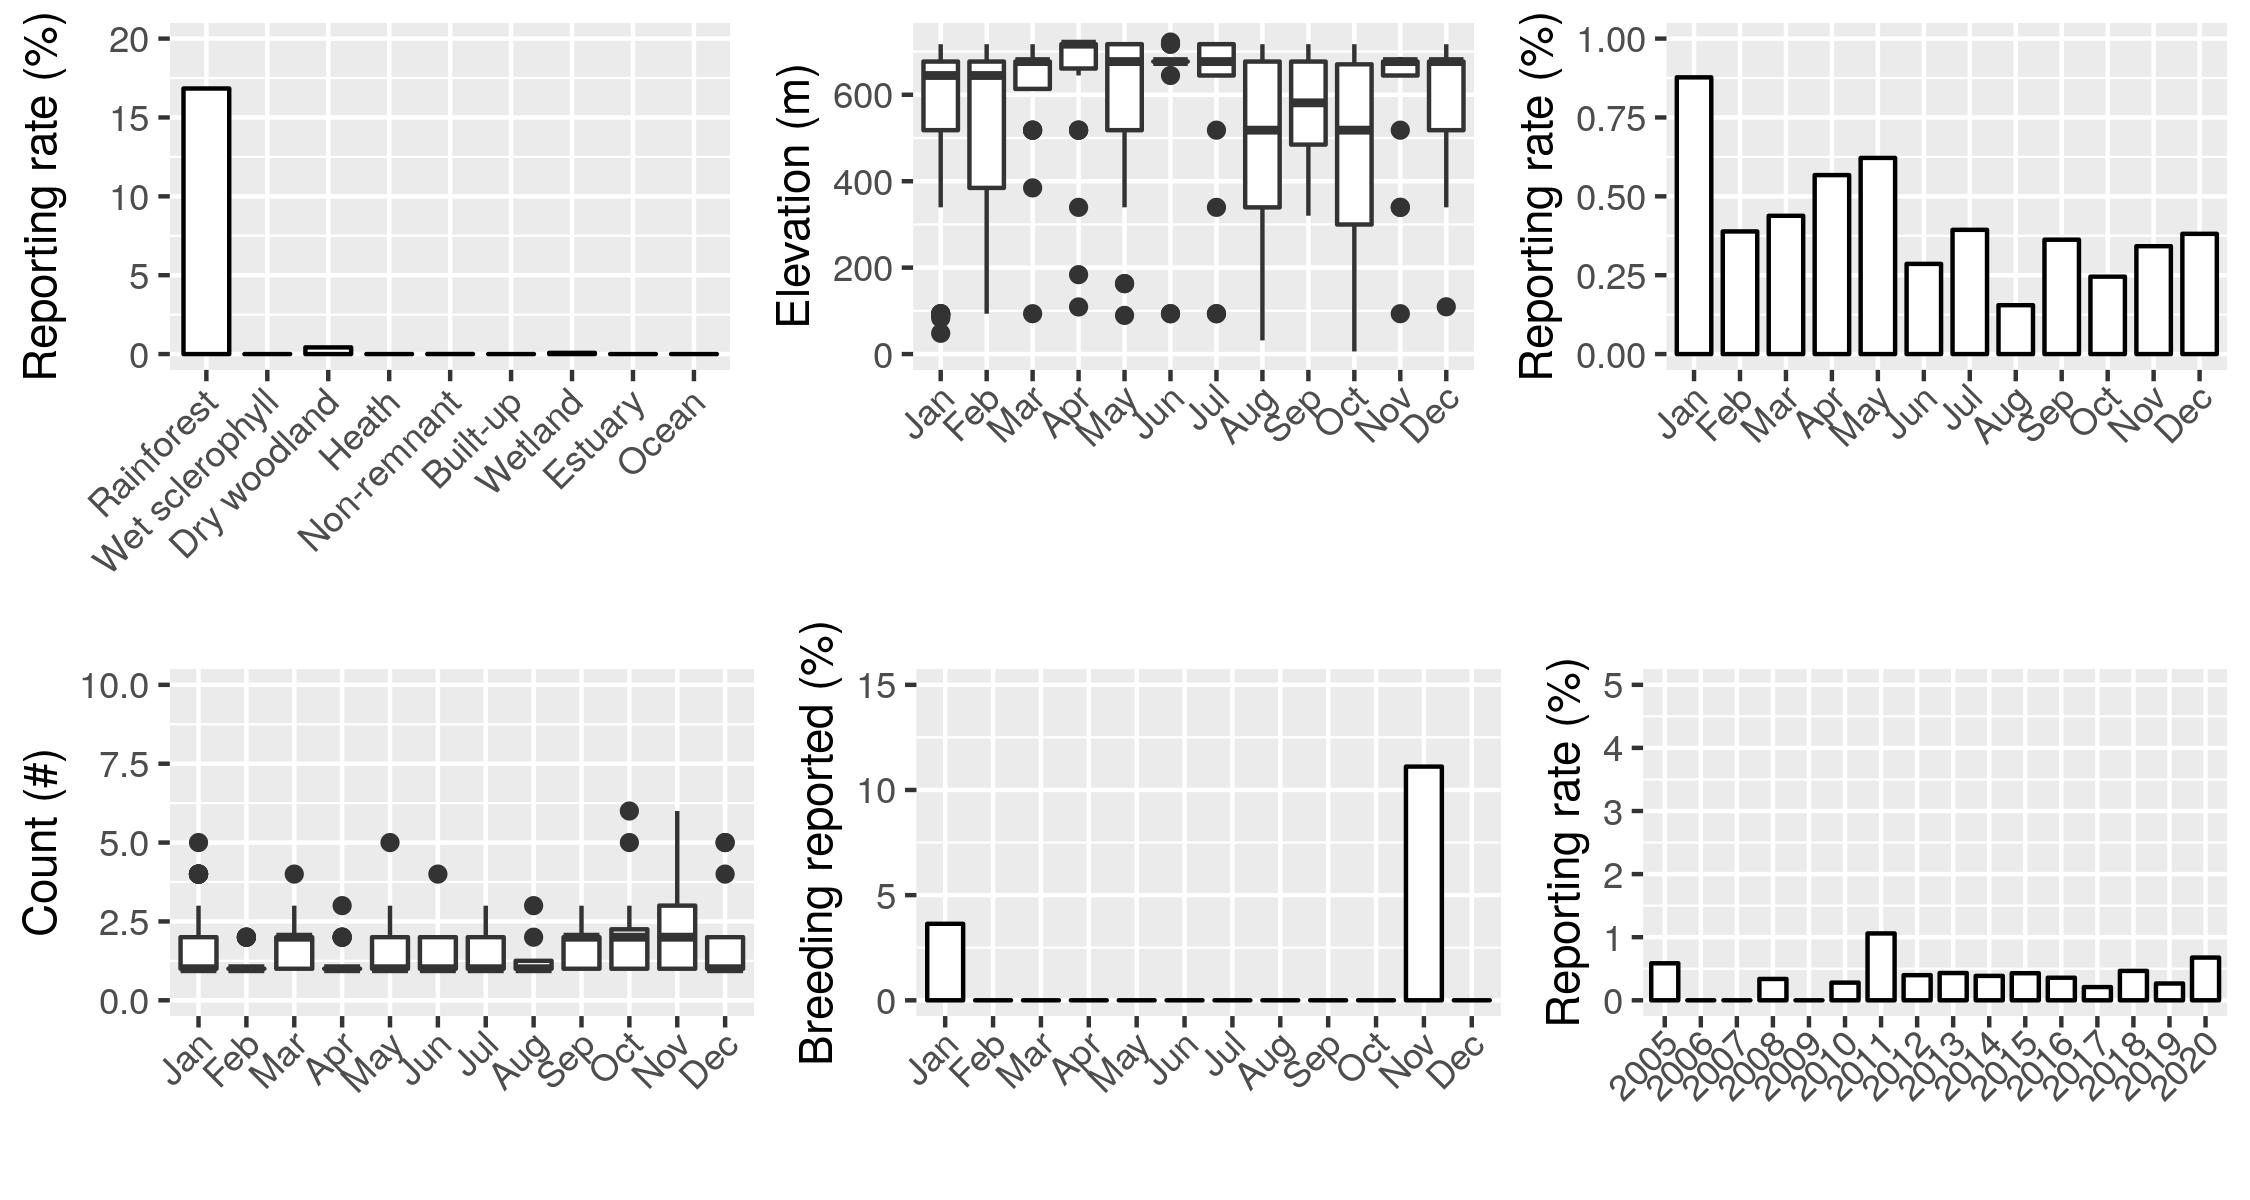 Reporting rate (%)
20
15
10
5
0
Rainforest
Wet sclerophyll
Dry woodland
Heath
Non-remnant
Built-up
Wetland
Estuary
Ocean
Elevation (m)
600
400
200
0
Jan
Feb
Mar
Apr
May
Jun
Jul
Aug
Sep
Oct
Nov
Dec
Reporting rate (%)
1.00
0.75
0.50
0.25
0.00
Jan
Feb
Mar
Apr
May
Jun
Jul
Aug
Sep
Oct
Nov
Dec
Count (#)
10.0
7.5
5.0
2.5
0.0
Jan
Feb
Mar
Apr
May
Jun
Jul
Aug
Sep
Oct
Nov
Dec
Breeding reported (%)
15
10
5
0
Jan
Feb
Mar
Apr
May
Jun
Jul
Aug
Sep
Oct
Nov
Dec
Reporting rate (%)
5
4
3
2
1
0
2005
2006
2007
2008
2009
2010
2011
2012
2013
2014
2015
2016
2017
2018
2019
2020